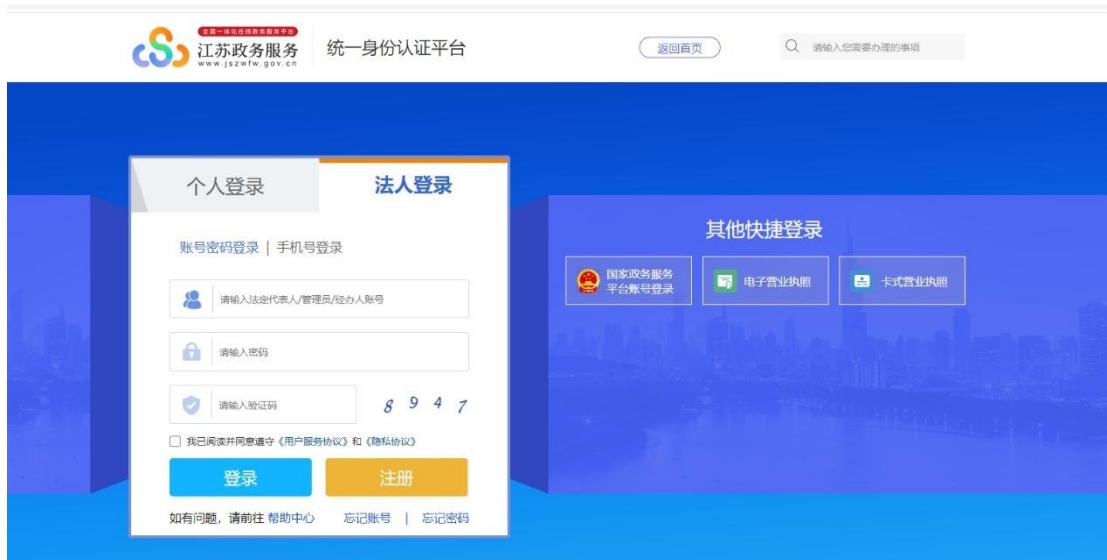 全国一体化在线政务服务平台
江苏政务服务
www.jszwfw.gov.cn
统一身份认证平台
返回首页
请输入您需要办理的事项
个人登录
法人登录
账号密码登录 | 手机号登录
请输入法定代表人/管理员/经办人账号
请输入密码
请输入验证码
8 9 4 7
我已阅读并同意遵守《用户服务协议》和《隐私协议》
登录
注册
如有问题，请前往 帮助中心
忘记账号 | 忘记密码
其他快捷登录
国家政务服务
平台账号登录
电子营业执照
卡式营业执照